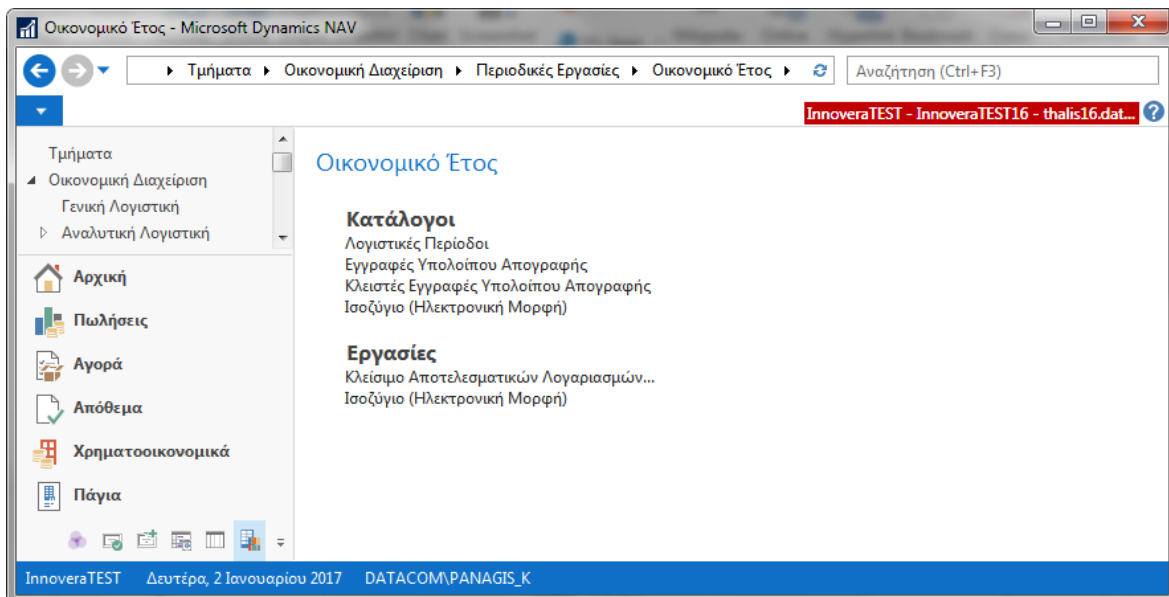 Οικονομικό Έτος - Microsoft Dynamics NAV
Τμήματα Οικονομική Διαχείριση Περιοδικές Εργασίες Οικονομικό Έτος
Αναζήτηση (Ctrl+F3)
InnoveraTEST - InnoveraTEST16 - thalis16.dat...
Τμήματα
Οικονομική Διαχείριση
Γενική Λογιστική
Αναλυτική Λογιστική
Αρχική
Πωλήσεις
Αγορά
Απόθεμα
Χρηματοοικονομικά
Πάγια
Οικονομικό Έτος
Κατάλογοι
Λογιστικές Περίοδοι
Εγγραφές Υπολοίπου Απογραφής
Κλειστές Εγγραφές Υπολοίπου Απογραφής
Ισοζύγιο (Ηλεκτρονική Μορφή)
Εργασίες
Κλείσιμο Αποτελεσματικών Λογαριασμών...
Ισοζύγιο (Ηλεκτρονική Μορφή)
InnoveraTEST Δευτέρα, 2 Ιανουαρίου 2017 DATACOM\PANAGIS_K